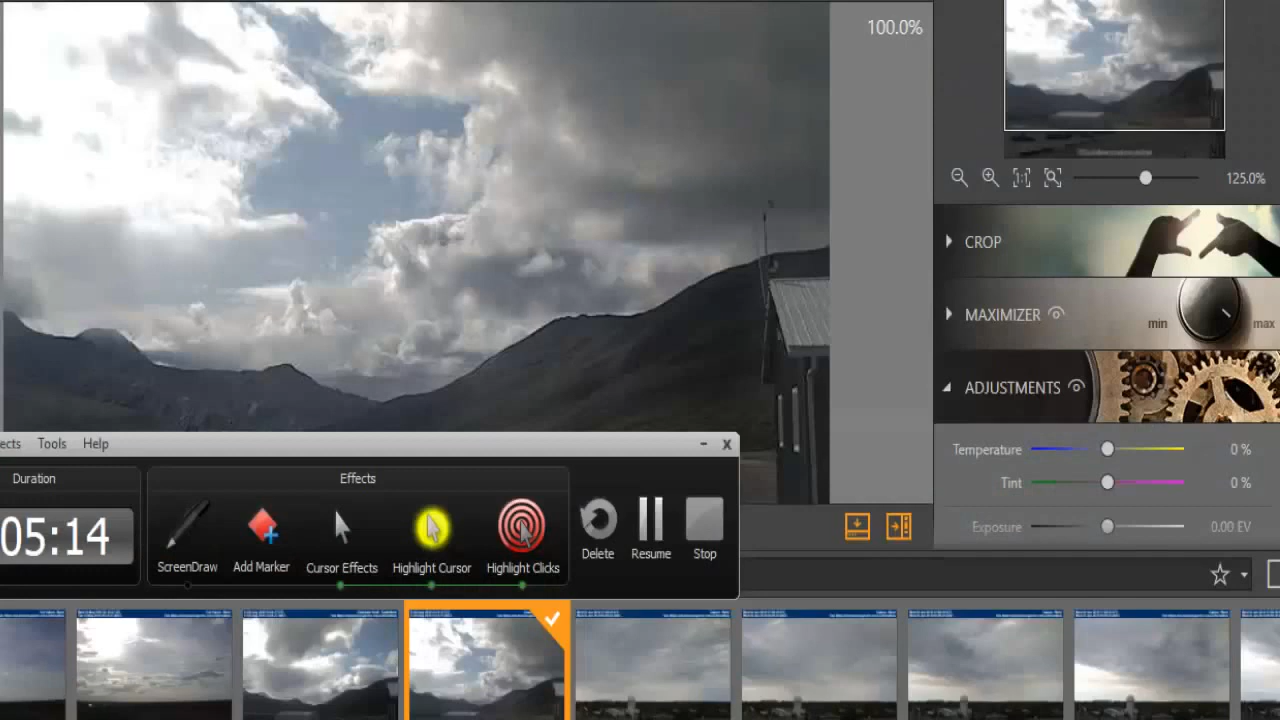 100.0%
125.0%
CROP
MAXIMIZER
min
max
ADJUSTMENTS
Temperature
0 %
Tint
0 %
Exposure
0.00 EV
ects Tools Help
Duration
05:14
Effects
ScreenDraw
Add Marker
Cursor Effects
Highlight Cursor
Highlight Clicks
Delete
Resume
Stop